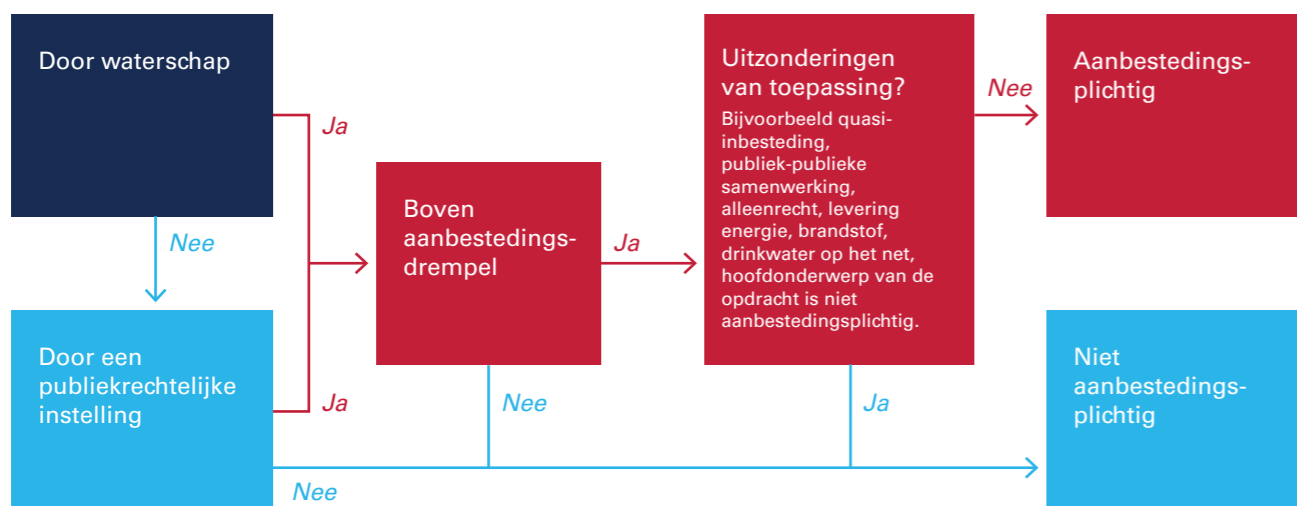 Door waterschap
Ja
Nee
Door een
publiekrechtelijke
instelling
Ja
Nee
Boven
aanbestedings-
drempel
Ja
Nee
Uitzonderingen
van toepassing?
Bijvoorbeeld quasi-
inbesteding,
publiek-publieke
samenwerking,
alleenrecht, levering
energie, brandstof,
drinkwater op het net,
hoofdonderwerp van de
opdracht is niet
aanbestedingsplichtig.
Nee
Ja
Aanbestedings-
plichtig
Niet
aanbestedings-
plichtig